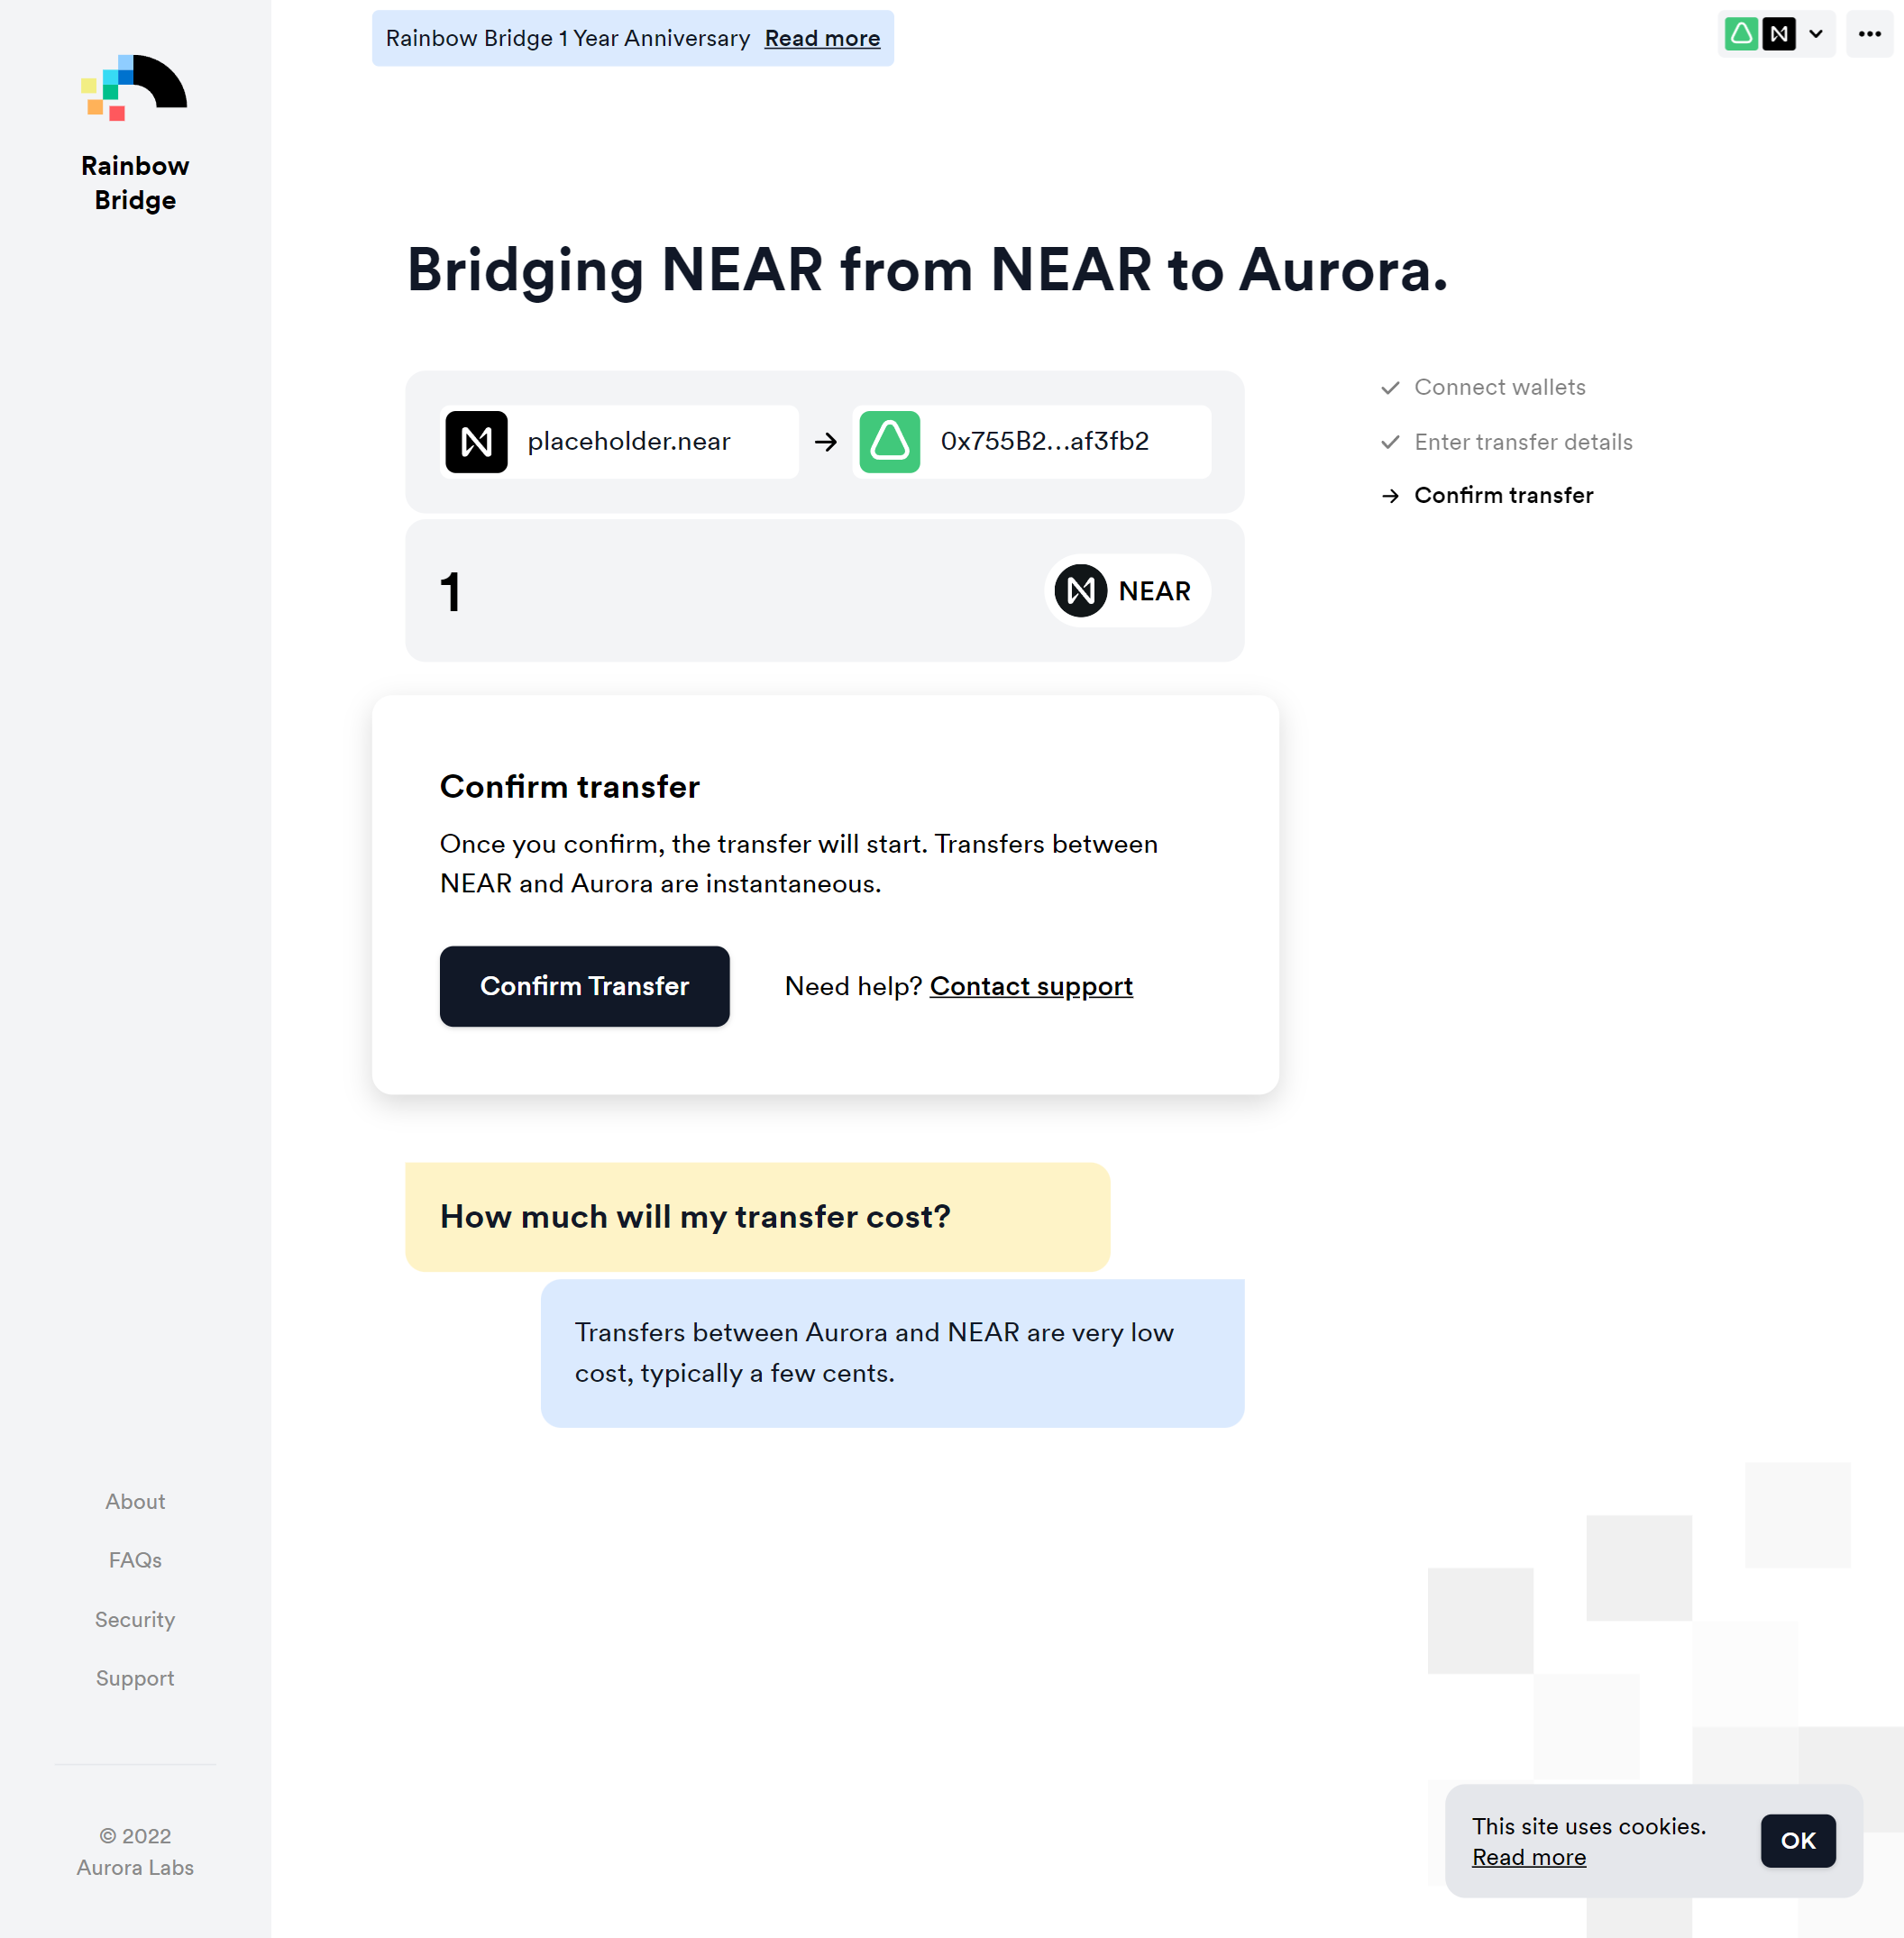 Rainbow
Bridge
Rainbow Bridge 1 Year Anniversary Read more
Bridging NEAR from NEAR to Aurora.
placeholder.near
0x755B2...af3fb2
1
NEAR
Connect wallets
Enter transfer details
Confirm transfer
Confirm transfer
Once you confirm, the transfer will start. Transfers between
NEAR and Aurora are instantaneous.
Confirm Transfer
Need help? Contact support
How much will my transfer cost?
Transfers between Aurora and NEAR are very low
cost, typically a few cents.
About
FAQs
Security
Support
© 2022
Aurora Labs
This site uses cookies.
Read more
OK